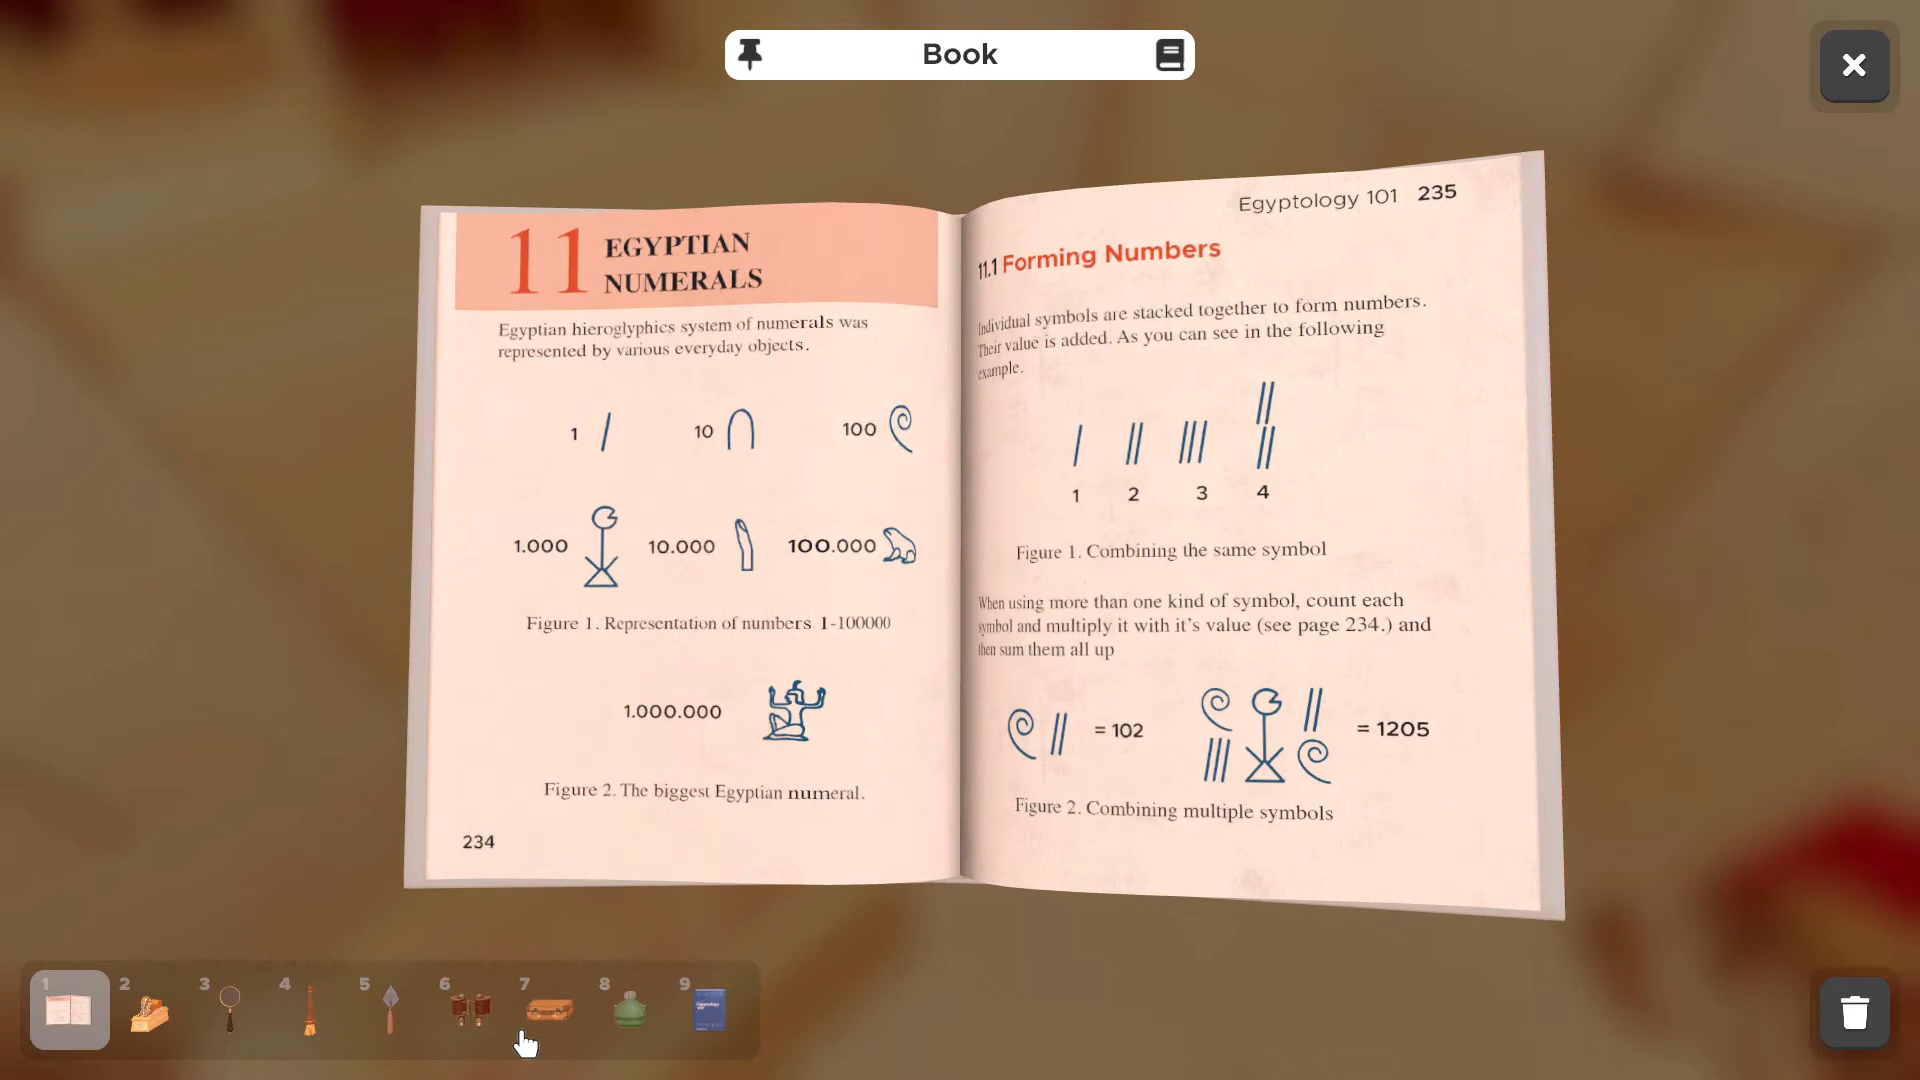 Book
11 EGYPTIAN
NUMERALS
Egyptian hieroglyphics system of numerals was
represented by various everyday objects.
1 10 100
1.000 10.000 100.000
Figure 1. Representation of numbers 1-100000
1.000.000
Figure 2. The biggest Egyptian numeral.
234
Egyptology 101 235
11.1 Forming Numbers
Individual symbols are stacked together to form numbers.
Their value is added. As you can see in the following
example.
1 2 3 4
Figure 1. Combining the same symbol
When using more than one kind of symbol, count each
symbol and multiply it with it's value (see page 234.) and
then sum them all up
= 102 = 1205
Figure 2. Combining multiple symbols
1 2 3 4 5 6 7 8 9